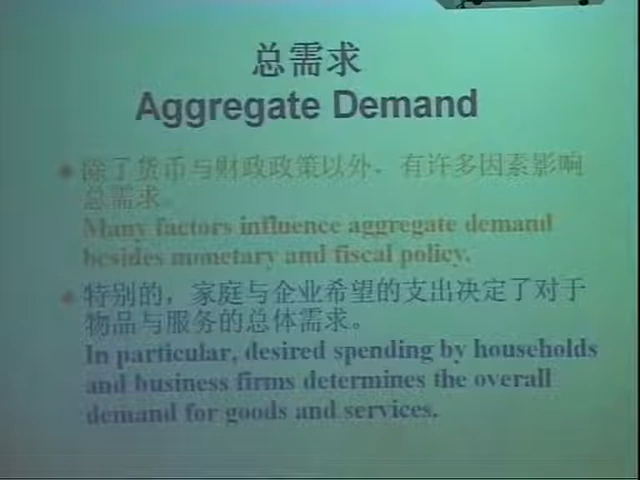 总需求
Aggregate Demand
除了货币与财政政策以外，有许多因素影响
总需求。
Many factors influence aggregate demand
besides monetary and fiscal policy.
特别的，家庭与企业希望的支出决定了对于
物品与服务的总体需求。
In particular, desired spending by households
and business firms determines the overall
demand for goods and services.